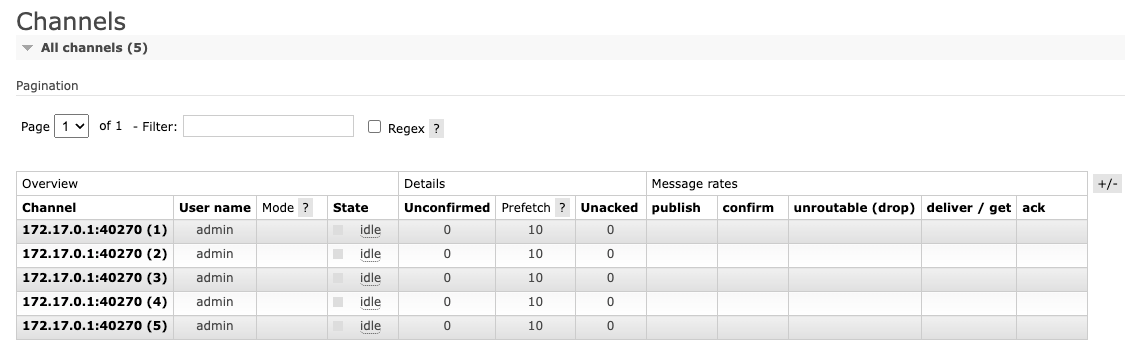 Channels
All channels (5)
Pagination
Page 1 of 1 - Filter: Regex ?
Overview Details Message rates +/-
Channel User name Mode ? State Unconfirmed Prefetch ? Unacked publish confirm unroutable (drop) deliver / get ack
172.17.0.1:40270 (1) admin idle 0 10 0
172.17.0.1:40270 (2) admin idle 0 10 0
172.17.0.1:40270 (3) admin idle 0 10 0
172.17.0.1:40270 (4) admin idle 0 10 0
172.17.0.1:40270 (5) admin idle 0 10 0